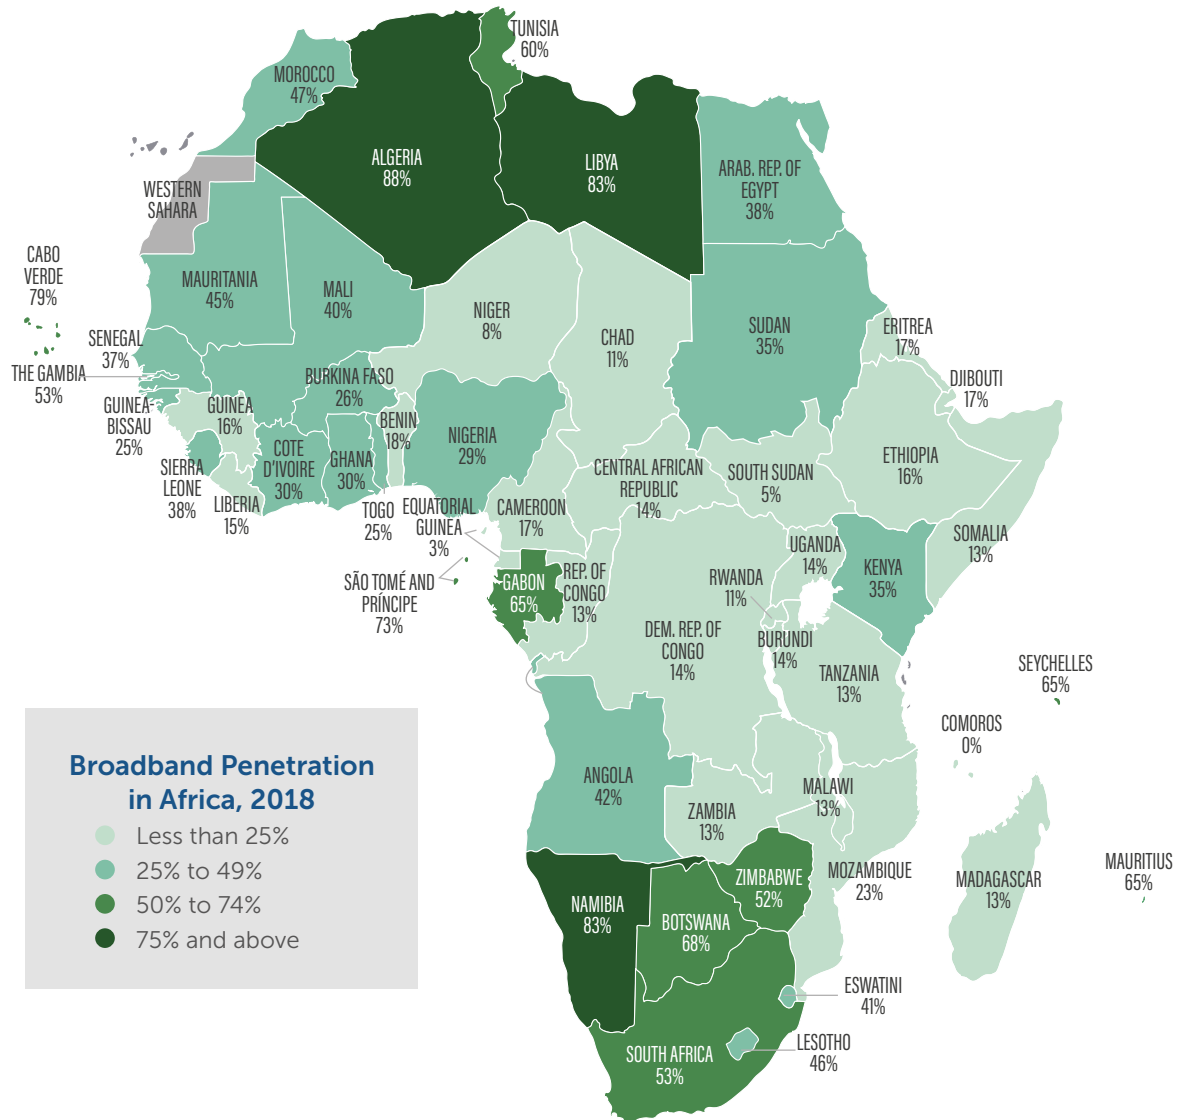 TUNISIA
60%
MOROCCO
47%
ALGERIA
88%
LIBYA
83%
ARAB. REP. OF
EGYPT
38%
WESTERN
SAHARA
CABO
VERDE
79%
MAURITANIA
45%
MALI
40%
NIGER
8%
CHAD
11%
SUDAN
35%
ERITREA
17%
SENEGAL
37%
THE GAMBIA
53%
DJIBOUTI
17%
BURKINA FASO
26%
GUINEA-
BISSAU
25%
GUINEA
16%
BENIN
18%
NIGERIA
29%
COTE
D'IVOIRE
30%
GHANA
30%
CENTRAL AFRICAN
REPUBLIC
14%
SOUTH SUDAN
5%
ETHIOPIA
16%
SIERRA
LEONE
38%
LIBERIA
15%
TOGO
25%
EQUATORIAL
GUINEA
3%
CAMEROON
17%
SOMALIA
13%
UGANDA
14%
KENYA
35%
SÃO TOMÉ AND
PRÍNCIPE
73%
GABON
65%
REP. OF
CONGO
13%
RWANDA
11%
DEM. REP. OF
CONGO
14%
BURUNDI
14%
TANZANIA
13%
SEYCHELLES
65%
COMOROS
0%
Broadband Penetration
in Africa, 2018
Less than 25%
25% to 49%
50% to 74%
75% and above
ANGOLA
42%
ZAMBIA
13%
MALAWI
13%
MOZAMBIQUE
23%
MADAGASCAR
13%
MAURITIUS
65%
NAMIBIA
83%
ZIMBABWE
52%
BOTSWANA
68%
ESWATINI
41%
LESOTHO
46%
SOUTH AFRICA
53%